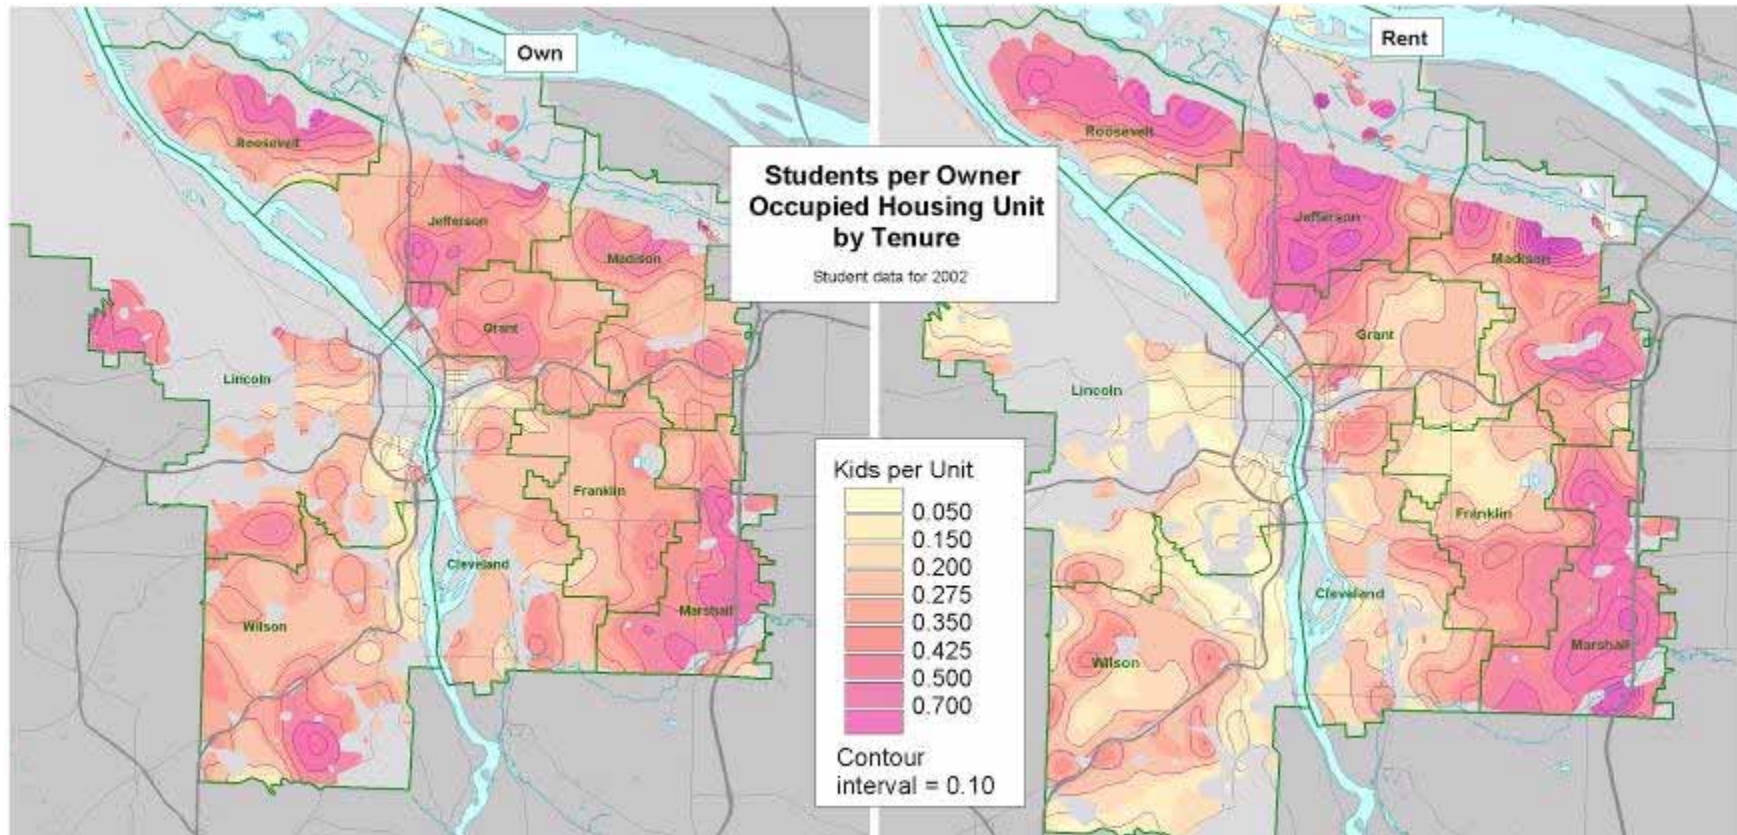 Own
Rent
Students per Owner
Occupied Housing Unit
by Tenure
Student data for 2002
Roosevelt
Jefferson
Madison
Grant
Lincoln
Franklin
Cleveland
Wilson
Marshall
Roosevelt
Jefferson
Madison
Grant
Lincoln
Franklin
Cleveland
Wilson
Marshall
Kids per Unit
0.050
0.150
0.200
0.275
0.350
0.425
0.500
0.700
Contour
interval = 0.10